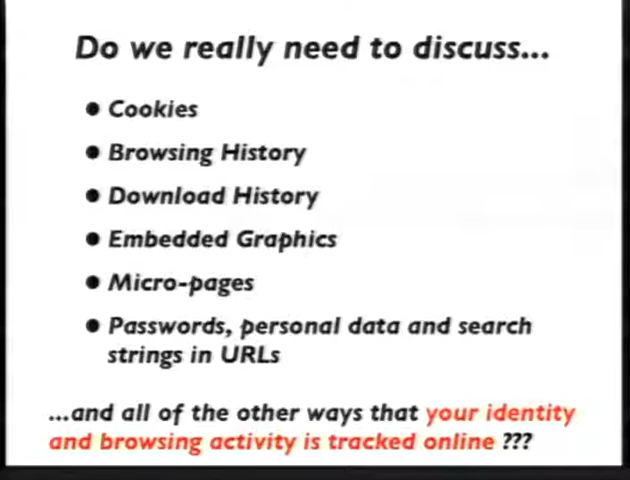 Do we really need to discuss...
● Cookies
● Browsing History
● Download History
● Embedded Graphics
● Micro-pages
● Passwords, personal data and search
strings in URLs
...and all of the other ways that your identity
and browsing activity is tracked online ???